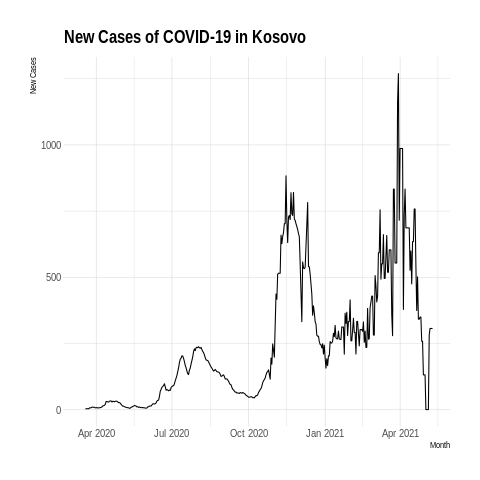 New Cases of COVID-19 in Kosovo
New Cases
1000
500
0
Apr 2020
Jul 2020
Oct 2020
Jan 2021
Apr 2021
Month